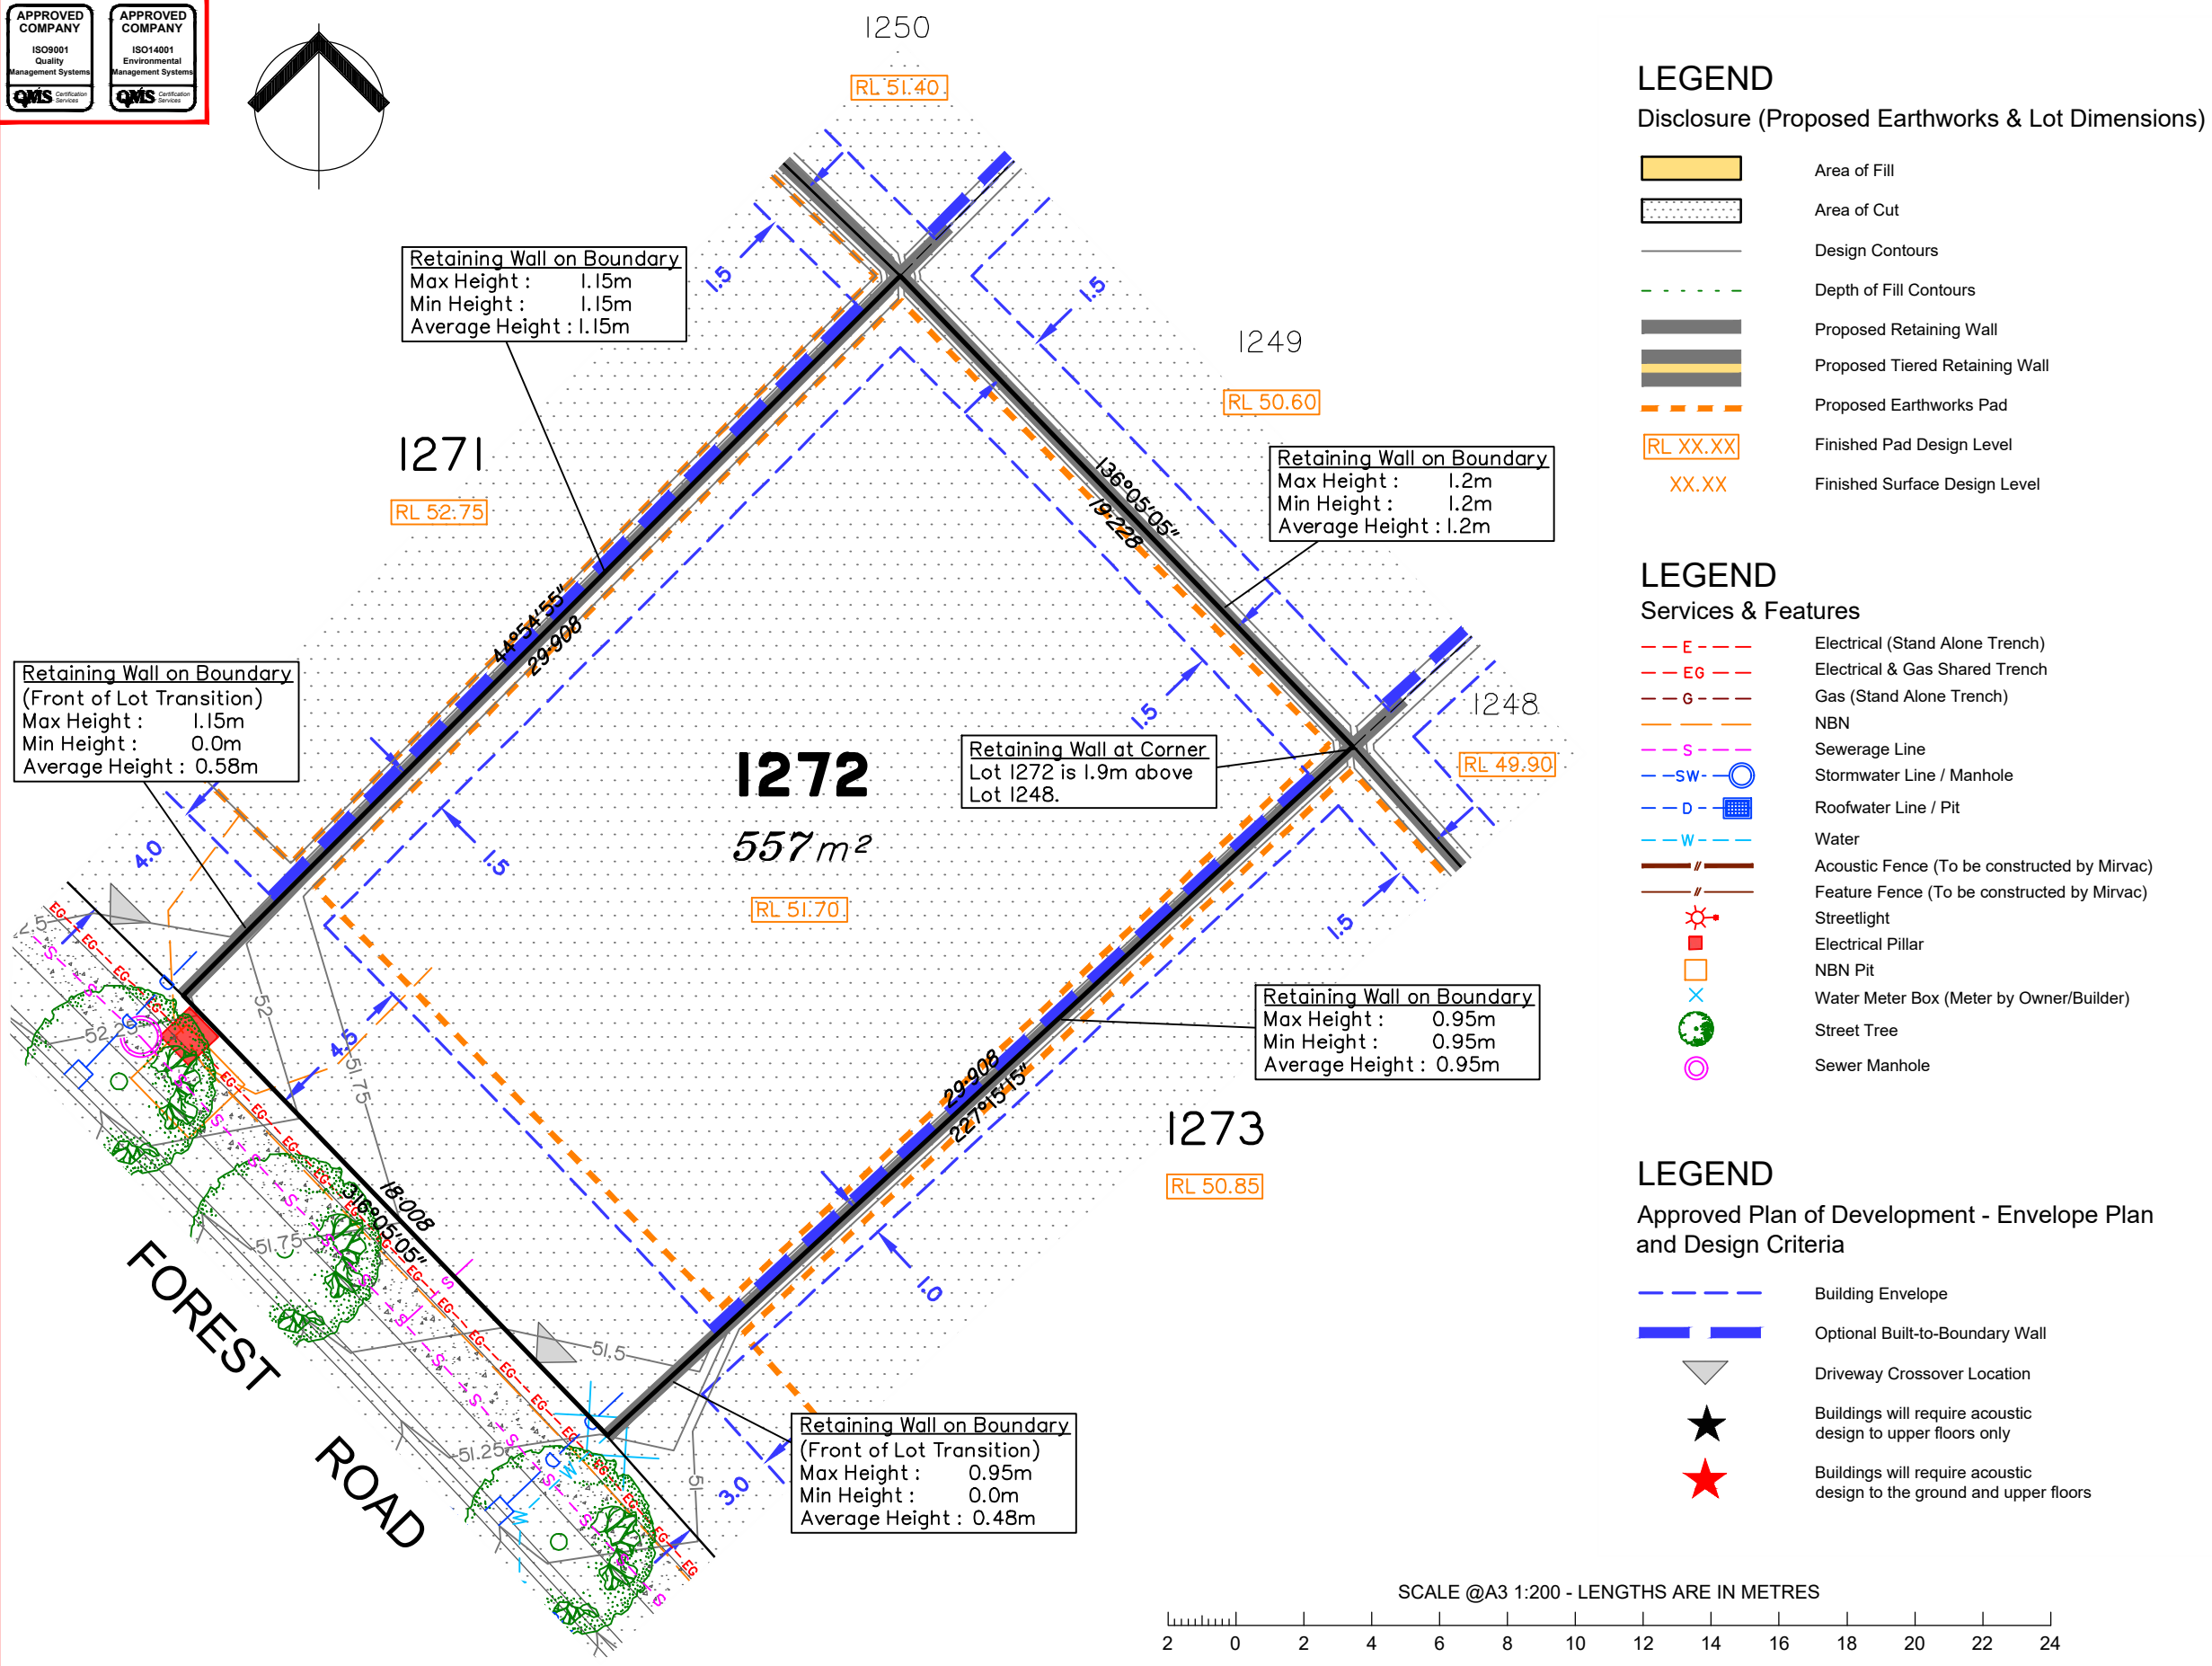 APPROVED
COMPANY
ISO9001
Quality
Management Systems
QMS Certification
Services
APPROVED
COMPANY
ISO14001
Environmental
Management Systems
QMS Certification
Services
1250
RL 51.40
Retaining Wall on Boundary
Max Height : 1.15m
Min Height : 1.15m
Average Height : 1.15m
1.5
1.5
1249
RL 50.60
1271
RL 52.75
Retaining Wall on Boundary
Max Height : 1.2m
Min Height : 1.2m
Average Height : 1.2m
136°05'05"
19.228
44°54'55"
29.908
Retaining Wall on Boundary
(Front of Lot Transition)
Max Height : 1.15m
Min Height : 0.0m
Average Height : 0.58m
1.5
1248
RL 49.90
Retaining Wall at Corner
Lot 1272 is 1.9m above
Lot 1248.
1272
557m²
RL 51.70
4.0
1.5
1.5
2.5
52
52.25
4.5
51.75
Retaining Wall on Boundary
Max Height : 0.95m
Min Height : 0.95m
Average Height : 0.95m
29.908
227°15'15"
1273
RL 50.85
18.008
316°05'05"
51.75
1.0
51.5
51.25
51
3.0
FOREST
ROAD
Retaining Wall on Boundary
(Front of Lot Transition)
Max Height : 0.95m
Min Height : 0.0m
Average Height : 0.48m
LEGEND
Disclosure (Proposed Earthworks & Lot Dimensions)
Area of Fill
Area of Cut
Design Contours
Depth of Fill Contours
Proposed Retaining Wall
Proposed Tiered Retaining Wall
Proposed Earthworks Pad
RL XX.XX Finished Pad Design Level
XX.XX Finished Surface Design Level
LEGEND
Services & Features
E Electrical (Stand Alone Trench)
EG Electrical & Gas Shared Trench
G Gas (Stand Alone Trench)
NBN
S Sewerage Line
SW Stormwater Line / Manhole
D Roofwater Line / Pit
W Water
// Acoustic Fence (To be constructed by Mirvac)
// Feature Fence (To be constructed by Mirvac)
Streetlight
Electrical Pillar
NBN Pit
Water Meter Box (Meter by Owner/Builder)
Street Tree
Sewer Manhole
LEGEND
Approved Plan of Development - Envelope Plan
and Design Criteria
Building Envelope
Optional Built-to-Boundary Wall
Driveway Crossover Location
Buildings will require acoustic
design to upper floors only
Buildings will require acoustic
design to the ground and upper floors
SCALE @A3 1:200 - LENGTHS ARE IN METRES
2 0 2 4 6 8 10 12 14 16 18 20 22 24